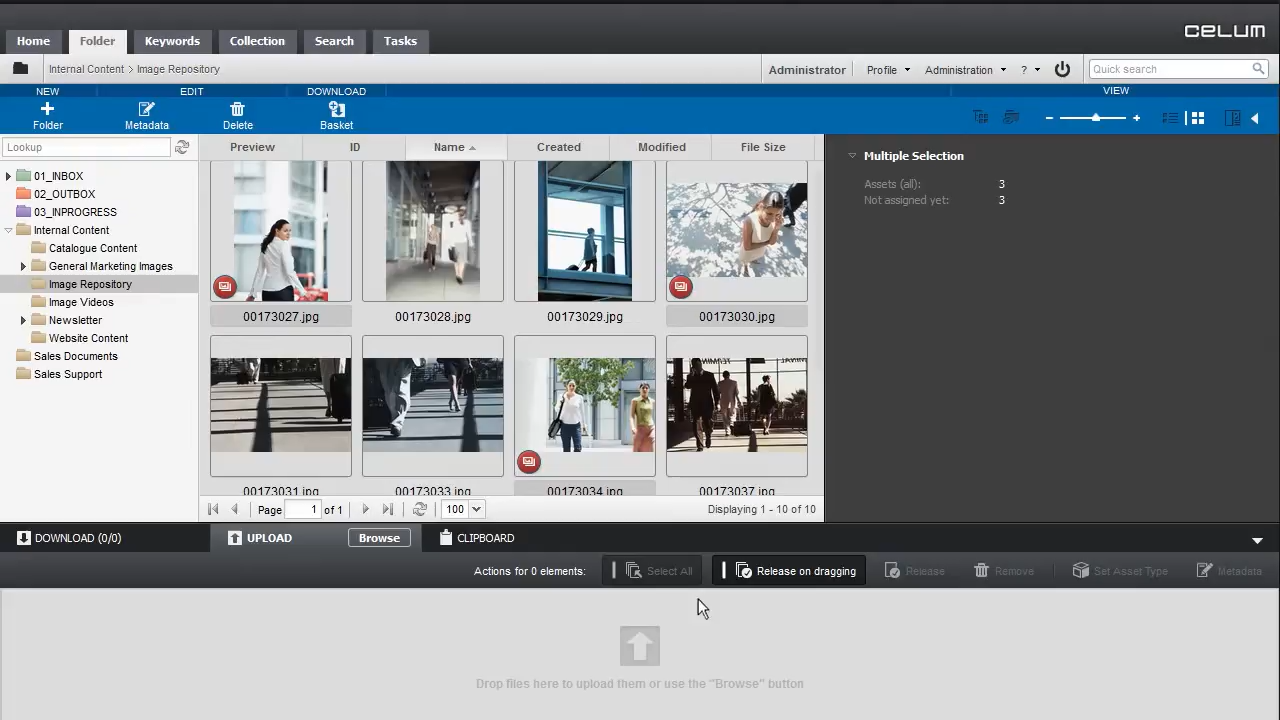 Home Folder Keywords Collection Search Tasks CELUM
Internal Content > Image Repository Administrator Profile Administration ? Quick search
NEW EDIT DOWNLOAD VIEW
Folder Metadata Delete Basket
Lookup Preview ID Name Created Modified File Size
01_INBOX
02_OUTBOX
03_INPROGRESS
Internal Content
Catalogue Content
General Marketing Images
Image Repository
Image Videos
Newsletter
Website Content
Sales Documents
Sales Support
00173027.jpg 00173028.jpg 00173029.jpg 00173030.jpg
00173031.jpg 00173033.jpg 00173034.jpg 00173037.jpg
Page 1 of 1 100 Displaying 1 - 10 of 10
Multiple Selection
Assets (all): 3
Not assigned yet: 3
DOWNLOAD (0/0) UPLOAD Browse CLIPBOARD
Actions for 0 elements: Select All Release on dragging Release Remove Set Asset Type Metadata
Drop files here to upload them or use the "Browse" button